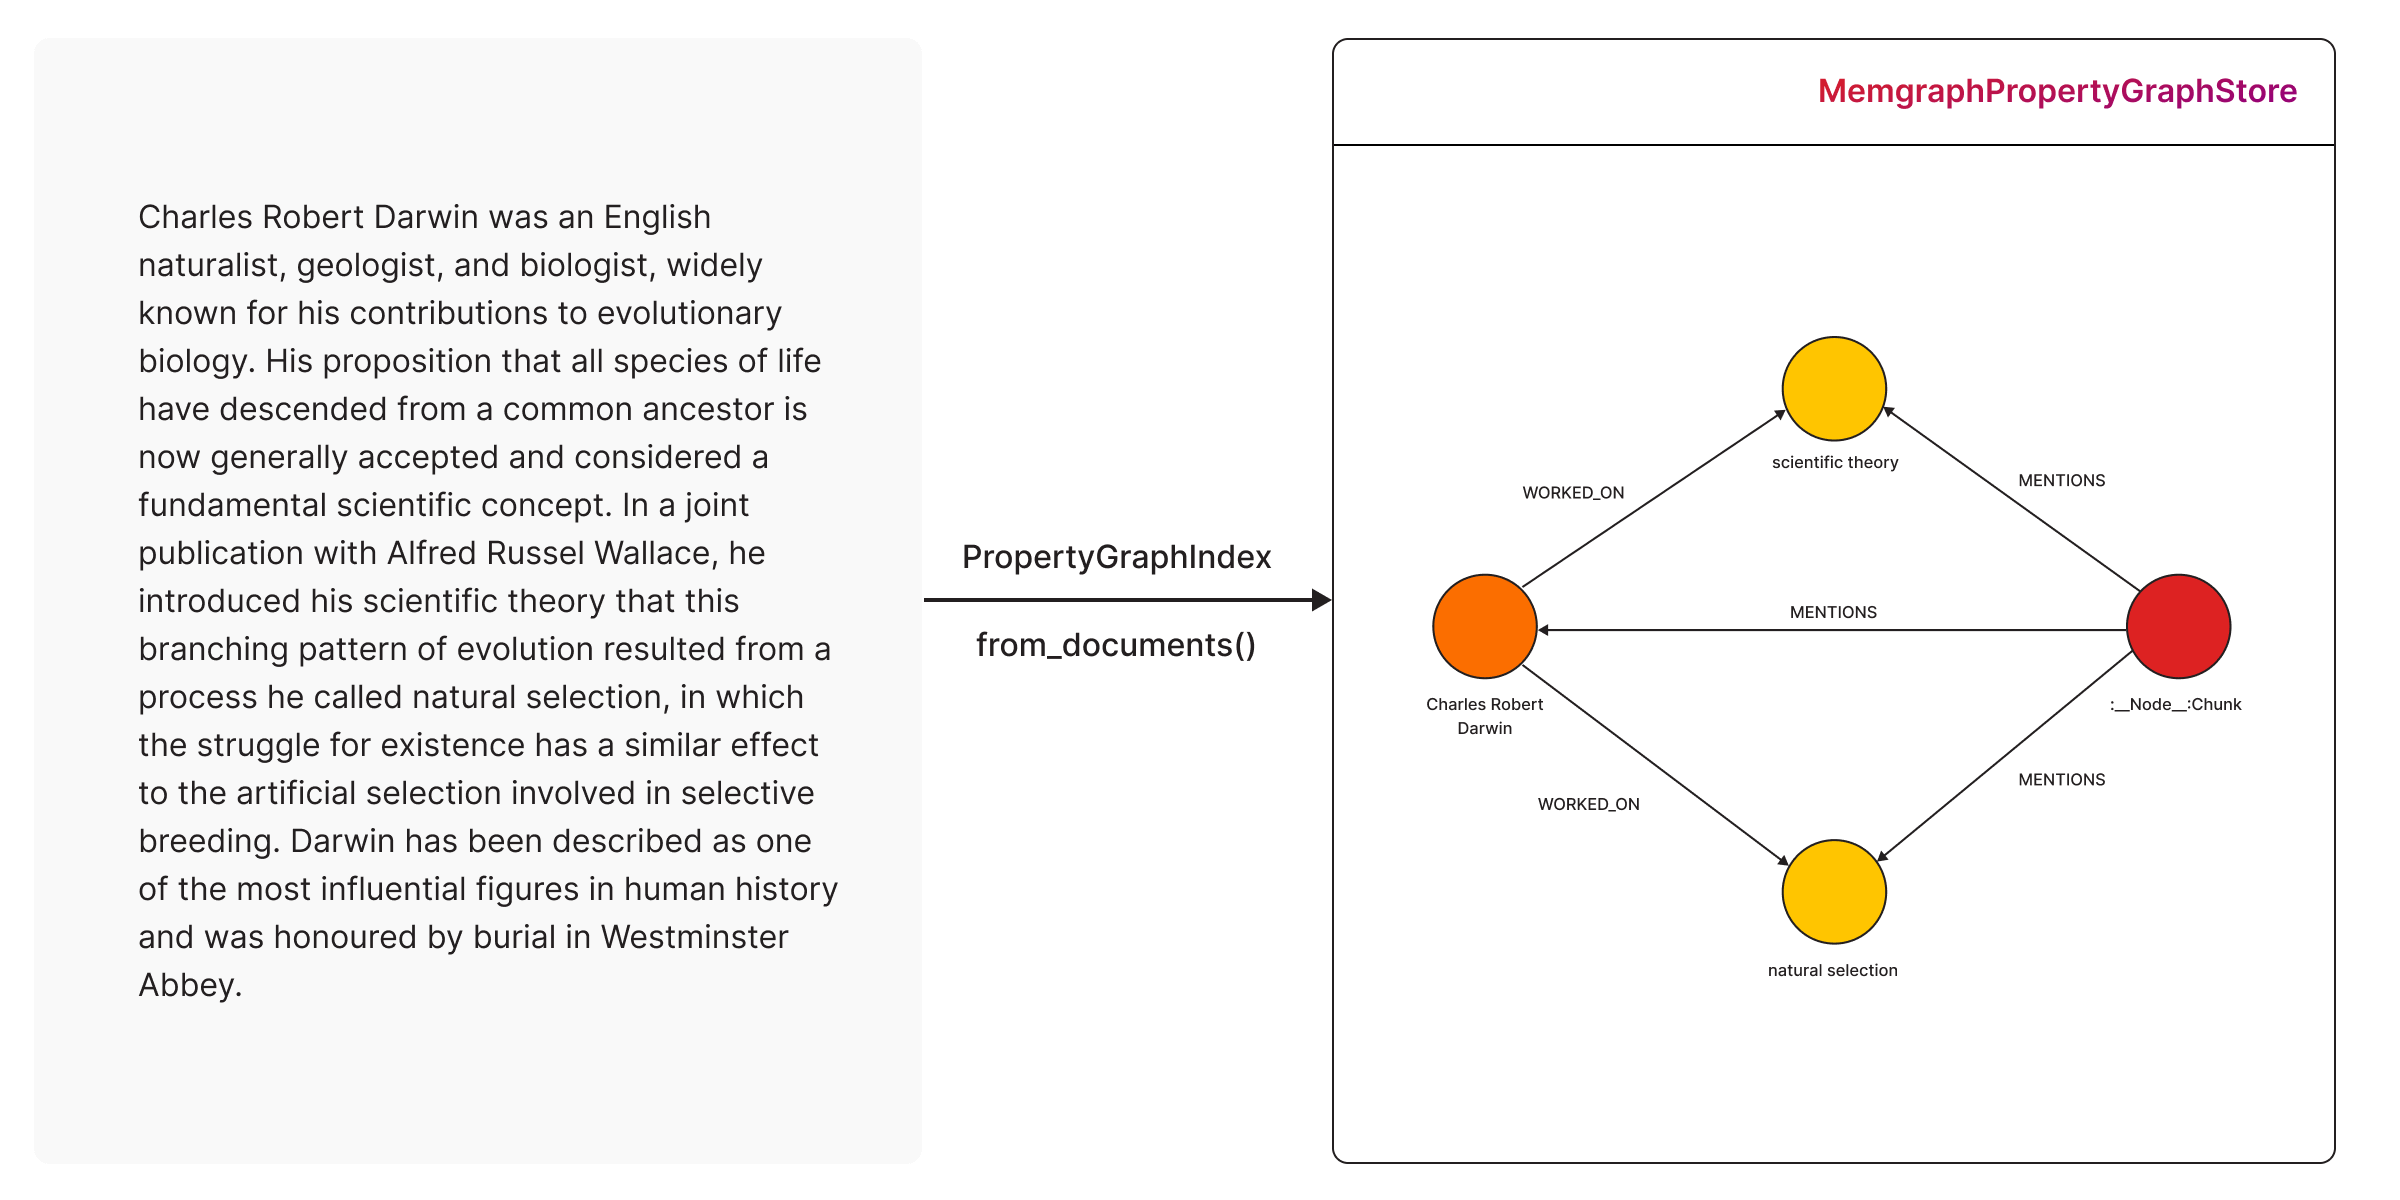 Charles Robert Darwin was an English
naturalist, geologist, and biologist, widely
known for his contributions to evolutionary
biology. His proposition that all species of life
have descended from a common ancestor is
now generally accepted and considered a
fundamental scientific concept. In a joint
publication with Alfred Russel Wallace, he
introduced his scientific theory that this
branching pattern of evolution resulted from a
process he called natural selection, in which
the struggle for existence has a similar effect
to the artificial selection involved in selective
breeding. Darwin has been described as one
of the most influential figures in human history
and was honoured by burial in Westminster
Abbey.
PropertyGraphIndex
from_documents()
MemgraphPropertyGraphStore
scientific theory
WORKED_ON
MENTIONS
MENTIONS
Charles Robert
Darwin
:__Node__:Chunk
WORKED_ON
MENTIONS
natural selection